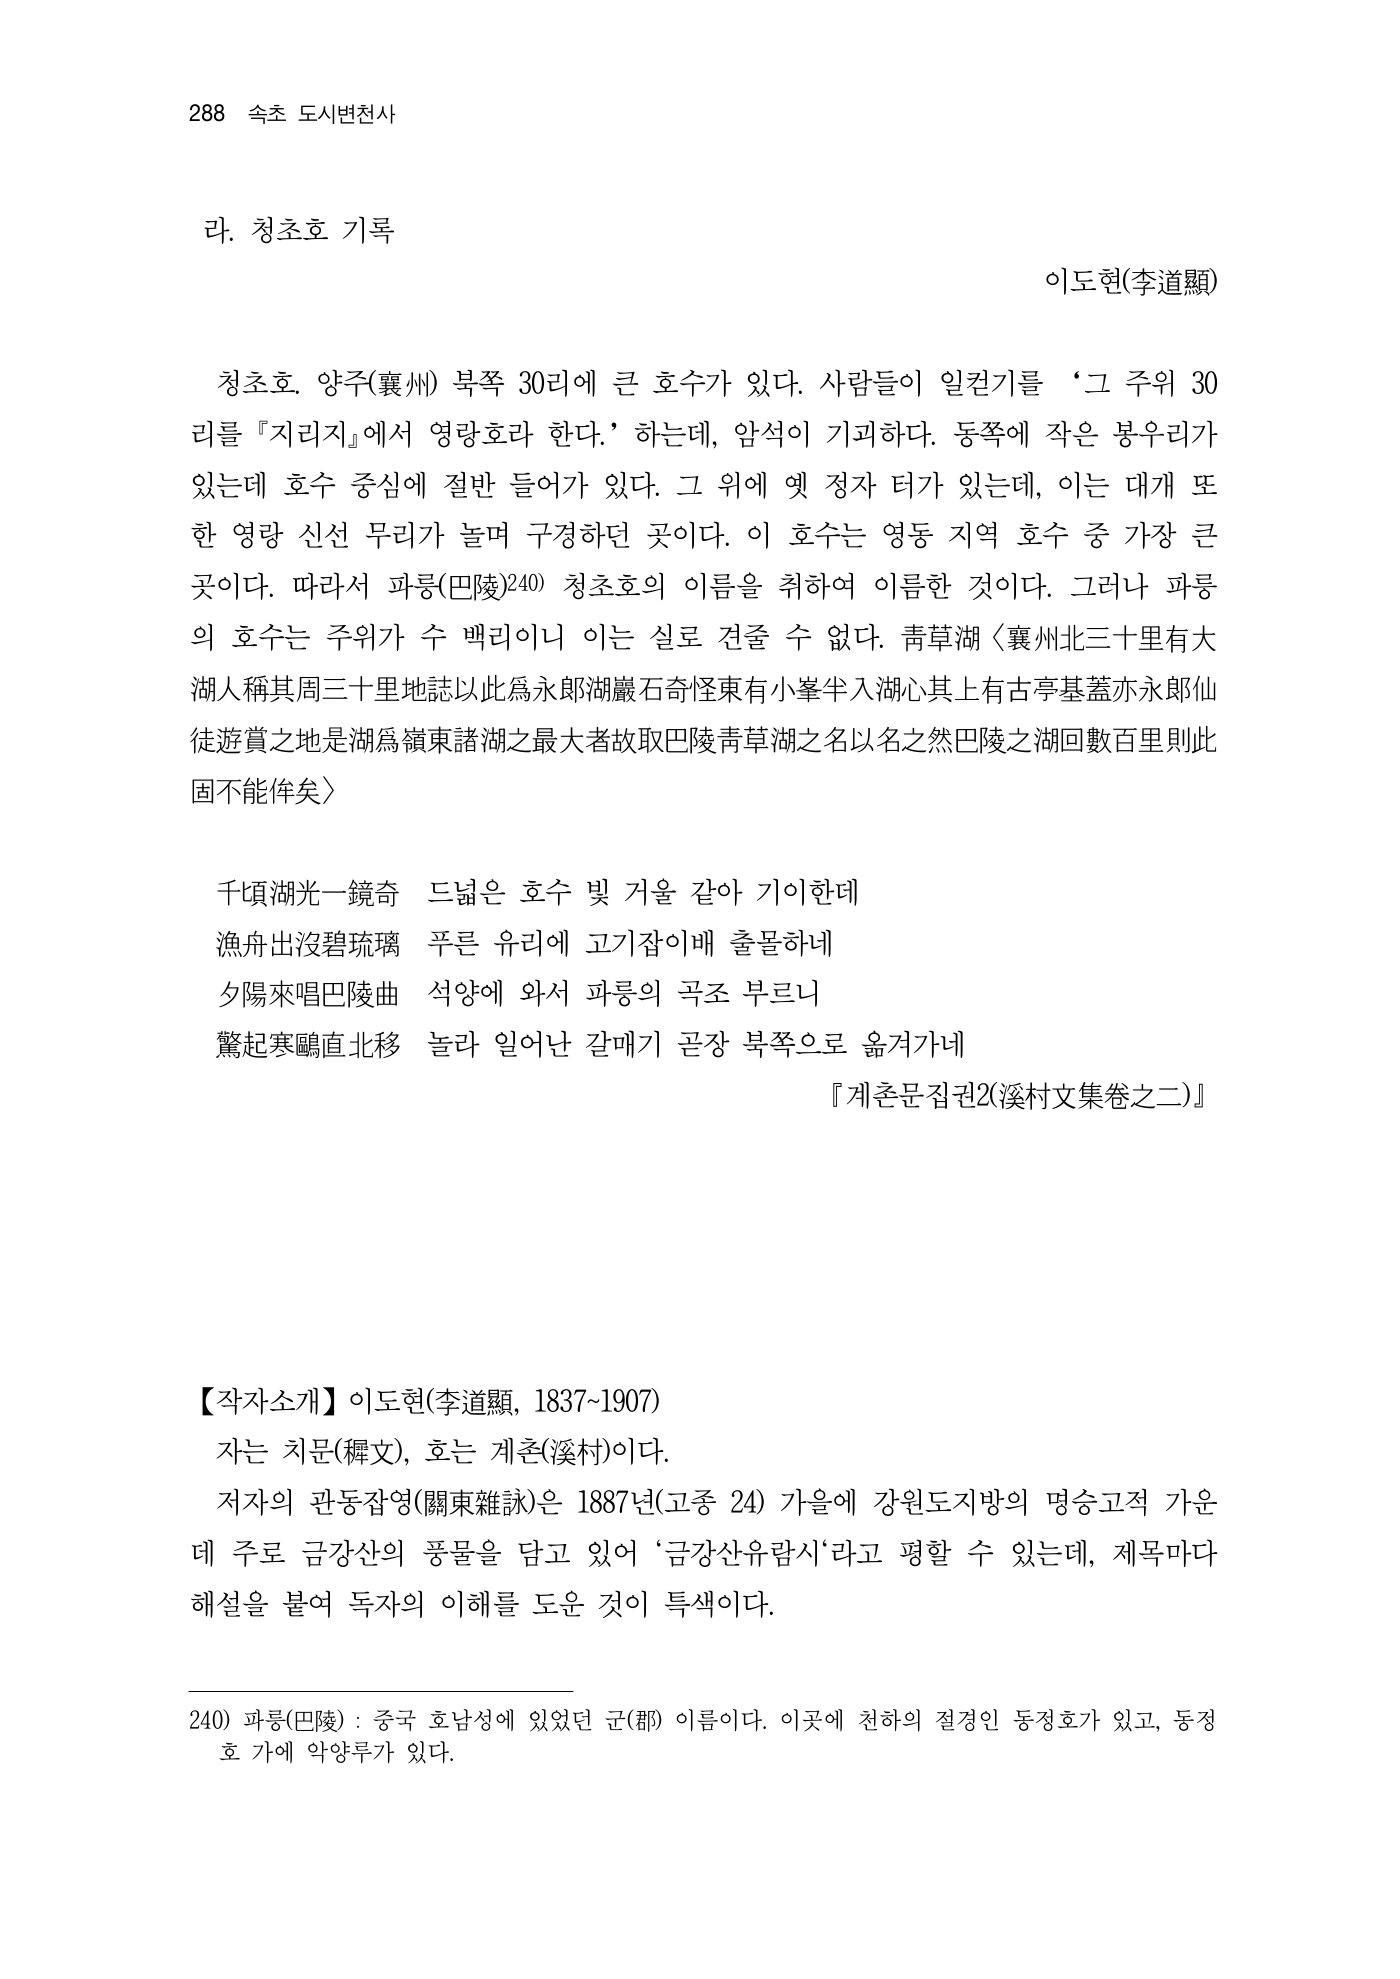 288 속초 도시변천사
라. 청초호 기록
이도현(李道顯)
청초호. 양주(襄州) 북쪽 30리에 큰 호수가 있다. 사람들이 일컫기를 ‘그 주위 30
리를『지리지』에서 영랑호라 한다.’ 하는데, 암석이 기괴하다. 동쪽에 작은 봉우리가
있는데 호수 중심에 절반 들어가 있다. 그 위에 옛 정자 터가 있는데, 이는 대개 또
한 영랑 신선 무리가 놀며 구경하던 곳이다. 이 호수는 영동 지역 호수 중 가장 큰
곳이다. 따라서 파릉(巴陵)240) 청초호의 이름을 취하여 이름한 것이다. 그러나 파릉
의 호수는 주위가 수 백리이니 이는 실로 견줄 수 없다. 靑草湖〈襄州北三十里有大
湖人稱其周三十里地誌以此爲永郞湖巖石奇怪東有小峯半入湖心其上有古亭基蓋亦永郞仙
徒遊賞之地是湖爲嶺東諸湖之最大者故取巴陵靑草湖之名以名之然巴陵之湖回數百里則此
固不能侔矣〉
千頃湖光一鏡奇 드넓은 호수 빛 거울 같아 기이한데
漁舟出沒碧琉璃 푸른 유리에 고기잡이배 출몰하네
夕陽來唱巴陵曲 석양에 와서 파릉의 곡조 부르니
驚起寒鷗直北移 놀라 일어난 갈매기 곧장 북쪽으로 옮겨가네
『계촌문집권2(溪村文集卷之二)』
【작자소개】이도현(李道顯, 1837~1907)
자는 치문(穉文), 호는 계촌(溪村)이다.
저자의 관동잡영(關東雜詠)은 1887년(고종 24) 가을에 강원도지방의 명승고적 가운
데 주로 금강산의 풍물을 담고 있어 ‘금강산유람시‘라고 평할 수 있는데, 제목마다
해설을 붙여 독자의 이해를 도운 것이 특색이다.
240) 파릉(巴陵) : 중국 호남성에 있었던 군(郡) 이름이다. 이곳에 천하의 절경인 동정호가 있고, 동정
호 가에 악양루가 있다.